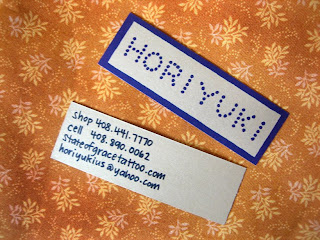 HORIYUKI
shop 408.441.7770
cell 408.890.0062
stateofgracetattoo.com
horiyukius@yahoo.com